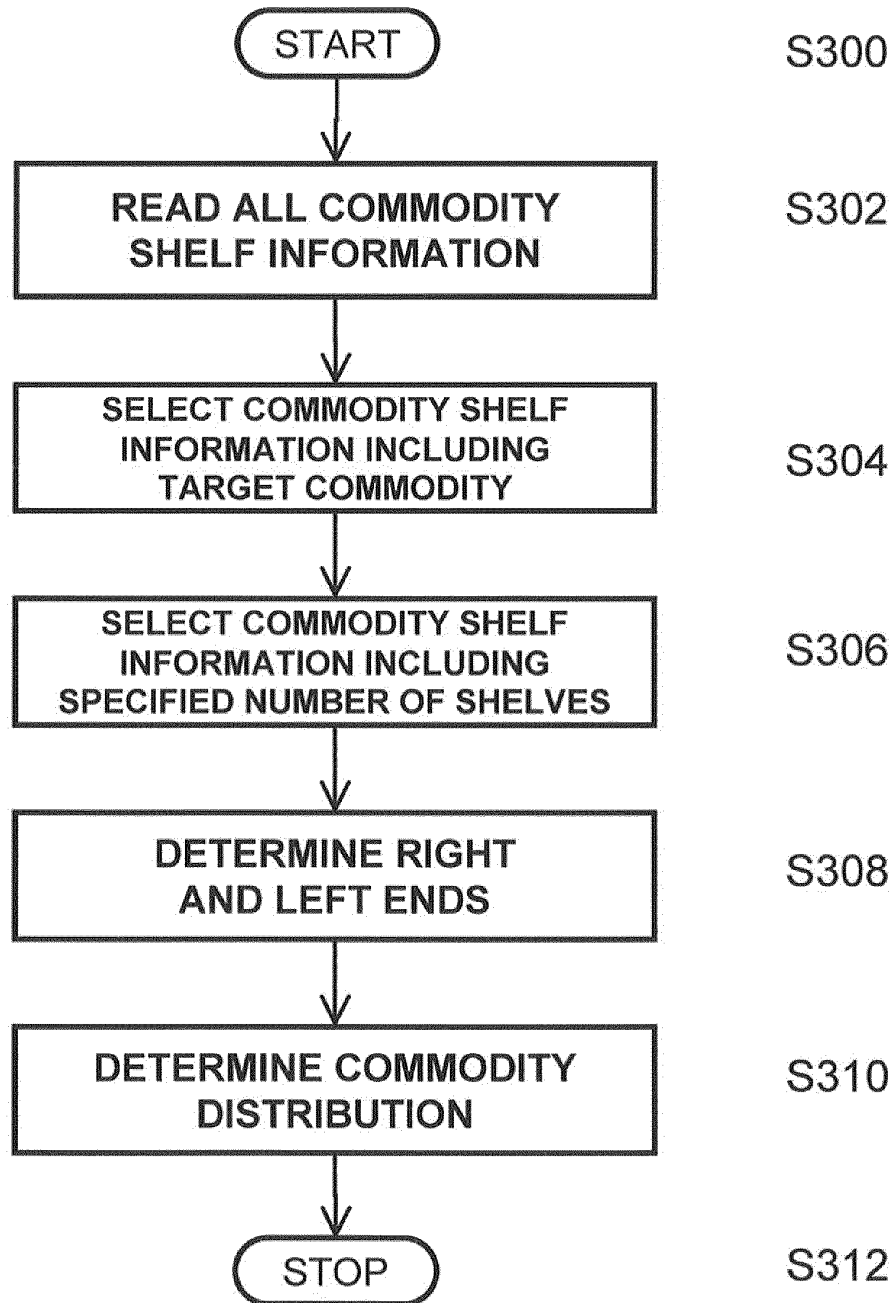 START
S300
READ ALL COMMODITY
SHELF INFORMATION
S302
SELECT COMMODITY SHELF
INFORMATION INCLUDING
TARGET COMMODITY
S304
SELECT COMMODITY SHELF
INFORMATION INCLUDING
SPECIFIED NUMBER OF SHELVES
S306
DETERMINE RIGHT
AND LEFT ENDS
S308
DETERMINE COMMODITY
DISTRIBUTION
S310
STOP
S312